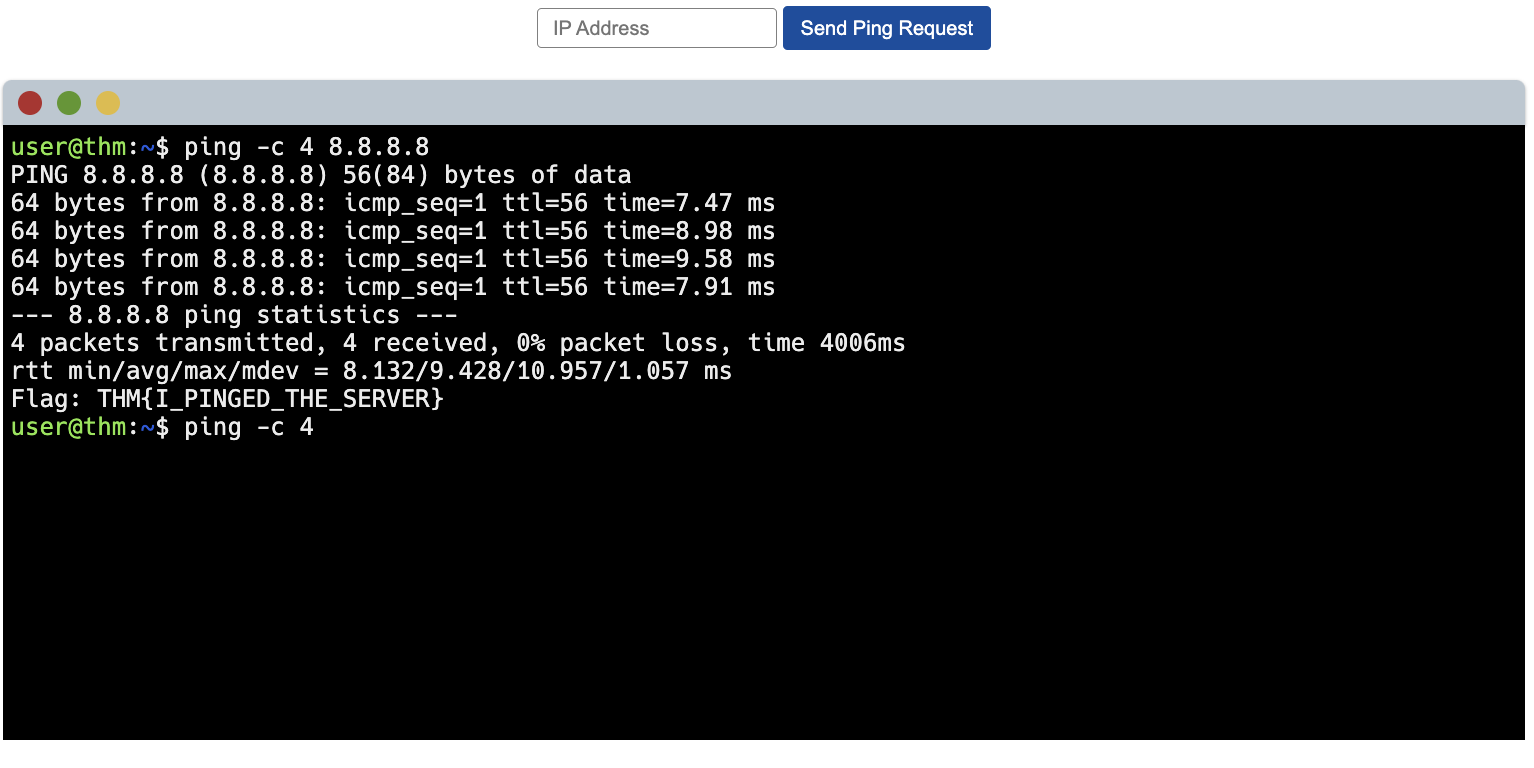 IP Address
Send Ping Request
user@thm:~$ ping -c 4 8.8.8.8
PING 8.8.8.8 (8.8.8.8) 56(84) bytes of data
64 bytes from 8.8.8.8: icmp_seq=1 ttl=56 time=7.47 ms
64 bytes from 8.8.8.8: icmp_seq=1 ttl=56 time=8.98 ms
64 bytes from 8.8.8.8: icmp_seq=1 ttl=56 time=9.58 ms
64 bytes from 8.8.8.8: icmp_seq=1 ttl=56 time=7.91 ms
--- 8.8.8.8 ping statistics ---
4 packets transmitted, 4 received, 0% packet loss, time 4006ms
rtt min/avg/max/mdev = 8.132/9.428/10.957/1.057 ms
Flag: THM{I_PINGED_THE_SERVER}
user@thm:~$ ping -c 4